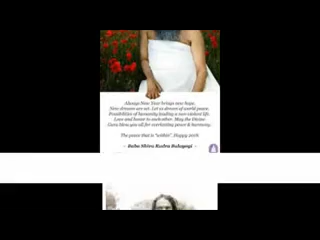 Always New Year brings new hope.
New dreams are set. Let us dream of world peace.
Possibilities of humanity leading a non violent life.
Love and honor to each other. May the Divine
Guru bless you all for everlasting peace & harmony.
The peace that is "within". Happy 2018
~ Baba Shiva Rudra Balayogi ~